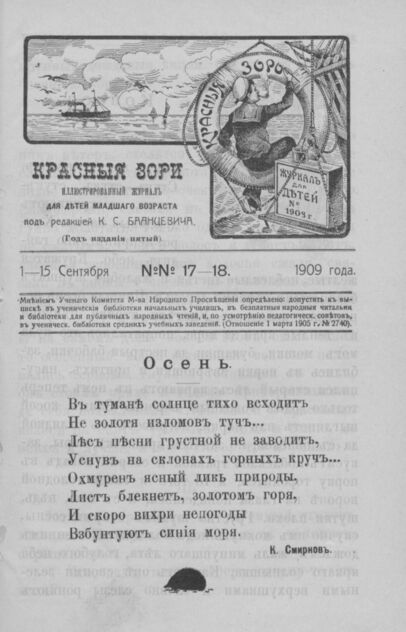 КРАСНЫЯ ЗОРИ
ЖУРНАЛЪ
ДЛЯ
ДѢТЕЙ
№
1909 г.
КРАСНЫЯ ЗОРИ
ИЛЛЮСТРИРОВАННЫЙ ЖУРНАЛЪ
ДЛЯ ДѢТЕЙ МЛАДШАГО ВОЗРАСТА
подъ редакціей К. С. БРАНЦЕВИЧА.
(Годъ изданія пятый)
1—15 Сентября №№ 17—18. 1909 года.
Мнѣніемъ Ученаго Комитета М-ва Народнаго Просвѣщенія опредѣлено: допустить къ вы-
пискѣ въ ученическія библіотеки начальныхъ училищъ, въ безплатныя народныя читальни
и библіотеки для публичныхъ народныхъ чтеній, и, по усмотрѣнію педагогическ. совѣтовъ,
въ ученическ. библіотеки среднихъ учебныхъ заведеній. (Отношеніе 1 марта 1905 г. № 2740).
Осень.
Въ туманѣ солнце тихо всходитъ
Не золотя изломовъ тучъ...
Лѣсъ пѣсни грустной не заводитъ,
Уснувъ на склонахъ горныхъ кручъ...
Охмуренъ ясный ликъ природы,
Листъ блекнетъ, золотомъ горя,
И скоро вихри непогоды
Взбунтуютъ синія моря.
К. Смирновъ.